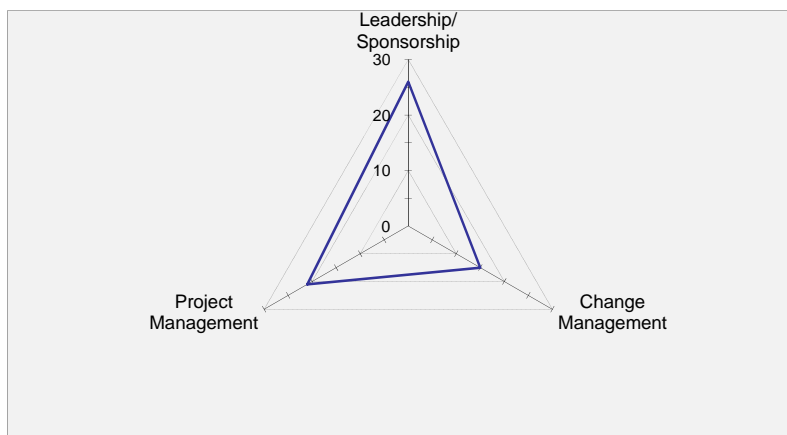 Leadership/
Sponsorship
30
20
10
0
Project
Management
Change
Management